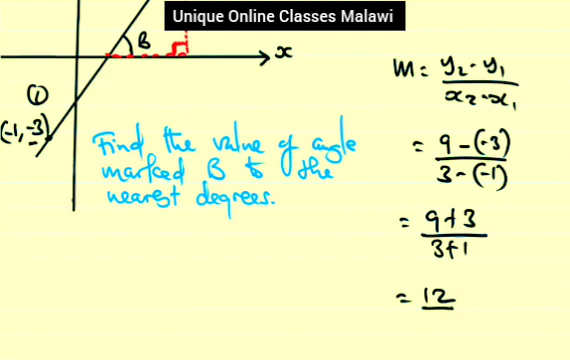 Unique Online Classes Malawi
B
x
①
(-1, -3)
Find the value of angle
marked B to the
nearest degrees.
M = y₂ - y₁ / x₂ - x₁
= 9 - (-3) / 3 - (-1)
= 9 + 3 / 3 + 1
= 12